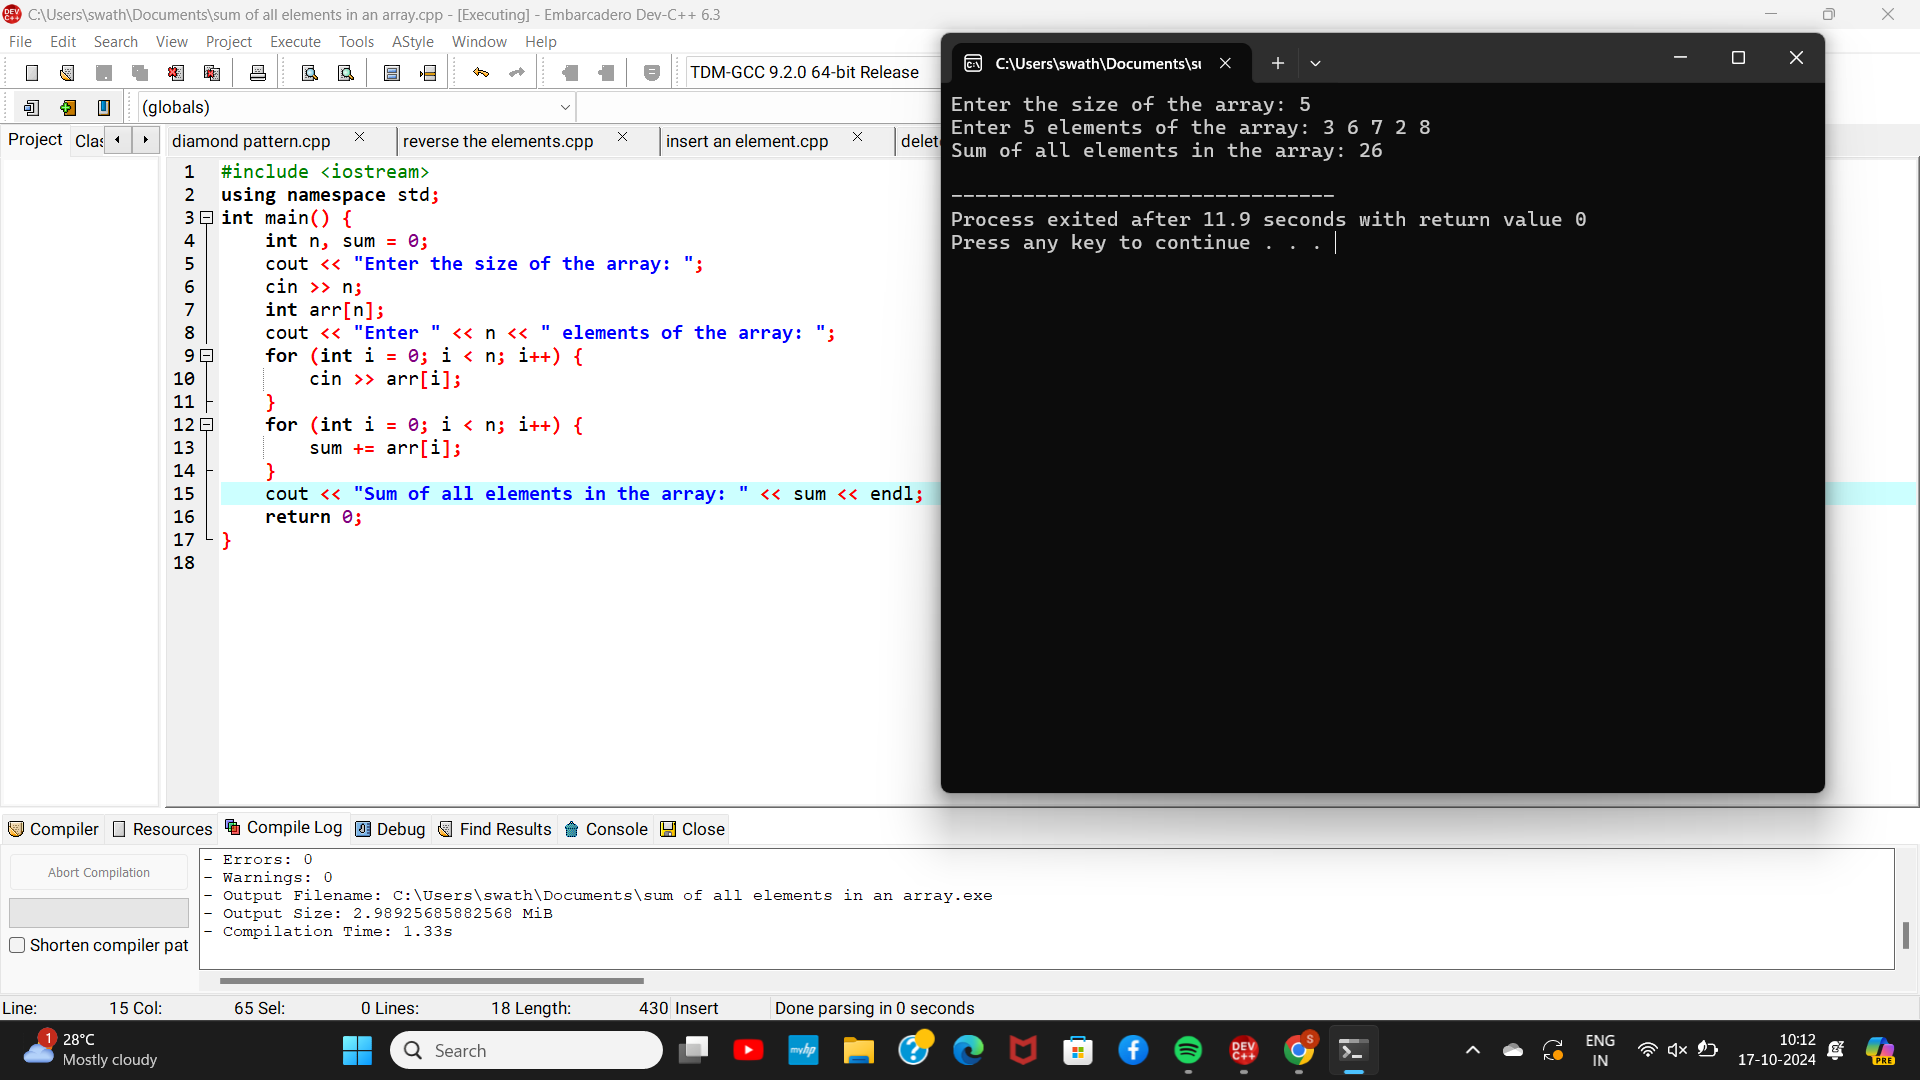 C:\Users\swath\Documents\sum of all elements in an array.cpp - [Executing] - Embarcadero Dev-C++ 6.3
File Edit Search View Project Execute Tools AStyle Window Help
TDM-GCC 9.2.0 64-bit Release
(globals)
Project Clas
diamond pattern.cpp reverse the elements.cpp insert an element.cpp delet
1 #include <iostream>
2 using namespace std;
3 int main() {
4 int n, sum = 0;
5 cout << "Enter the size of the array: ";
6 cin >> n;
7 int arr[n];
8 cout << "Enter " << n << " elements of the array: ";
9 for (int i = 0; i < n; i++) {
10 cin >> arr[i];
11 }
12 for (int i = 0; i < n; i++) {
13 sum += arr[i];
14 }
15 cout << "Sum of all elements in the array: " << sum << endl;
16 return 0;
17 }
18
C:\Users\swath\Documents\su
Enter the size of the array: 5
Enter 5 elements of the array: 3 6 7 2 8
Sum of all elements in the array: 26
--------------------------------
Process exited after 11.9 seconds with return value 0
Press any key to continue . . .
Compiler Resources Compile Log Debug Find Results Console Close
Abort Compilation
Shorten compiler pat
- Errors: 0
- Warnings: 0
- Output Filename: C:\Users\swath\Documents\sum of all elements in an array.exe
- Output Size: 2.98925685882568 MiB
- Compilation Time: 1.33s
Line: 15 Col: 65 Sel: 0 Lines: 18 Length: 430 Insert Done parsing in 0 seconds
1
28°C
Mostly cloudy
Search
myhp
DEV C++
S
ENG
IN
10:12
17-10-2024
PRE